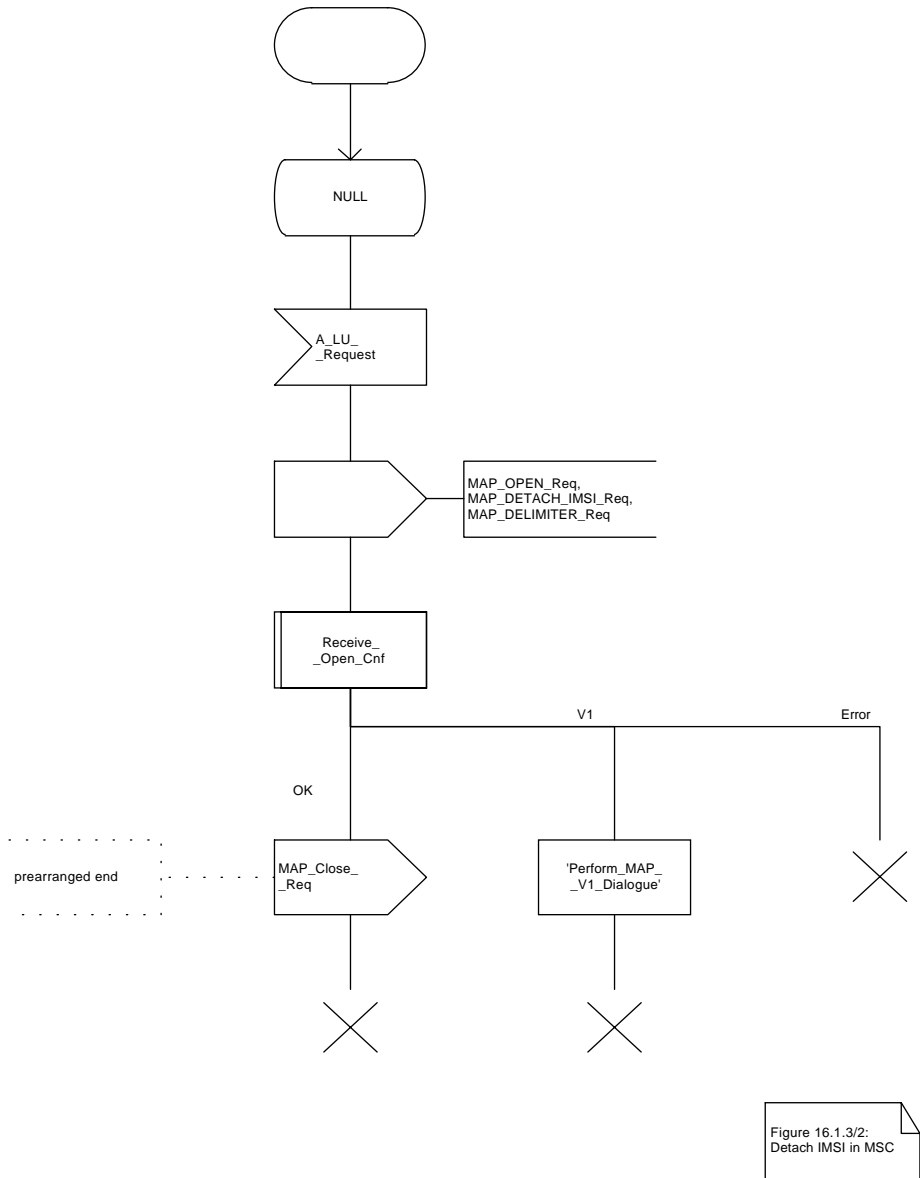 NULL
A_LU_
_Request
MAP_OPEN_Req,
MAP_DETACH_IMSI_Req,
MAP_DELIMITER_Req
Receive_
_Open_Cnf
V1
Error
OK
prearranged end
MAP_Close_
_Req
'Perform_MAP_
_V1_Dialogue'
Figure 16.1.3/2:
Detach IMSI in MSC